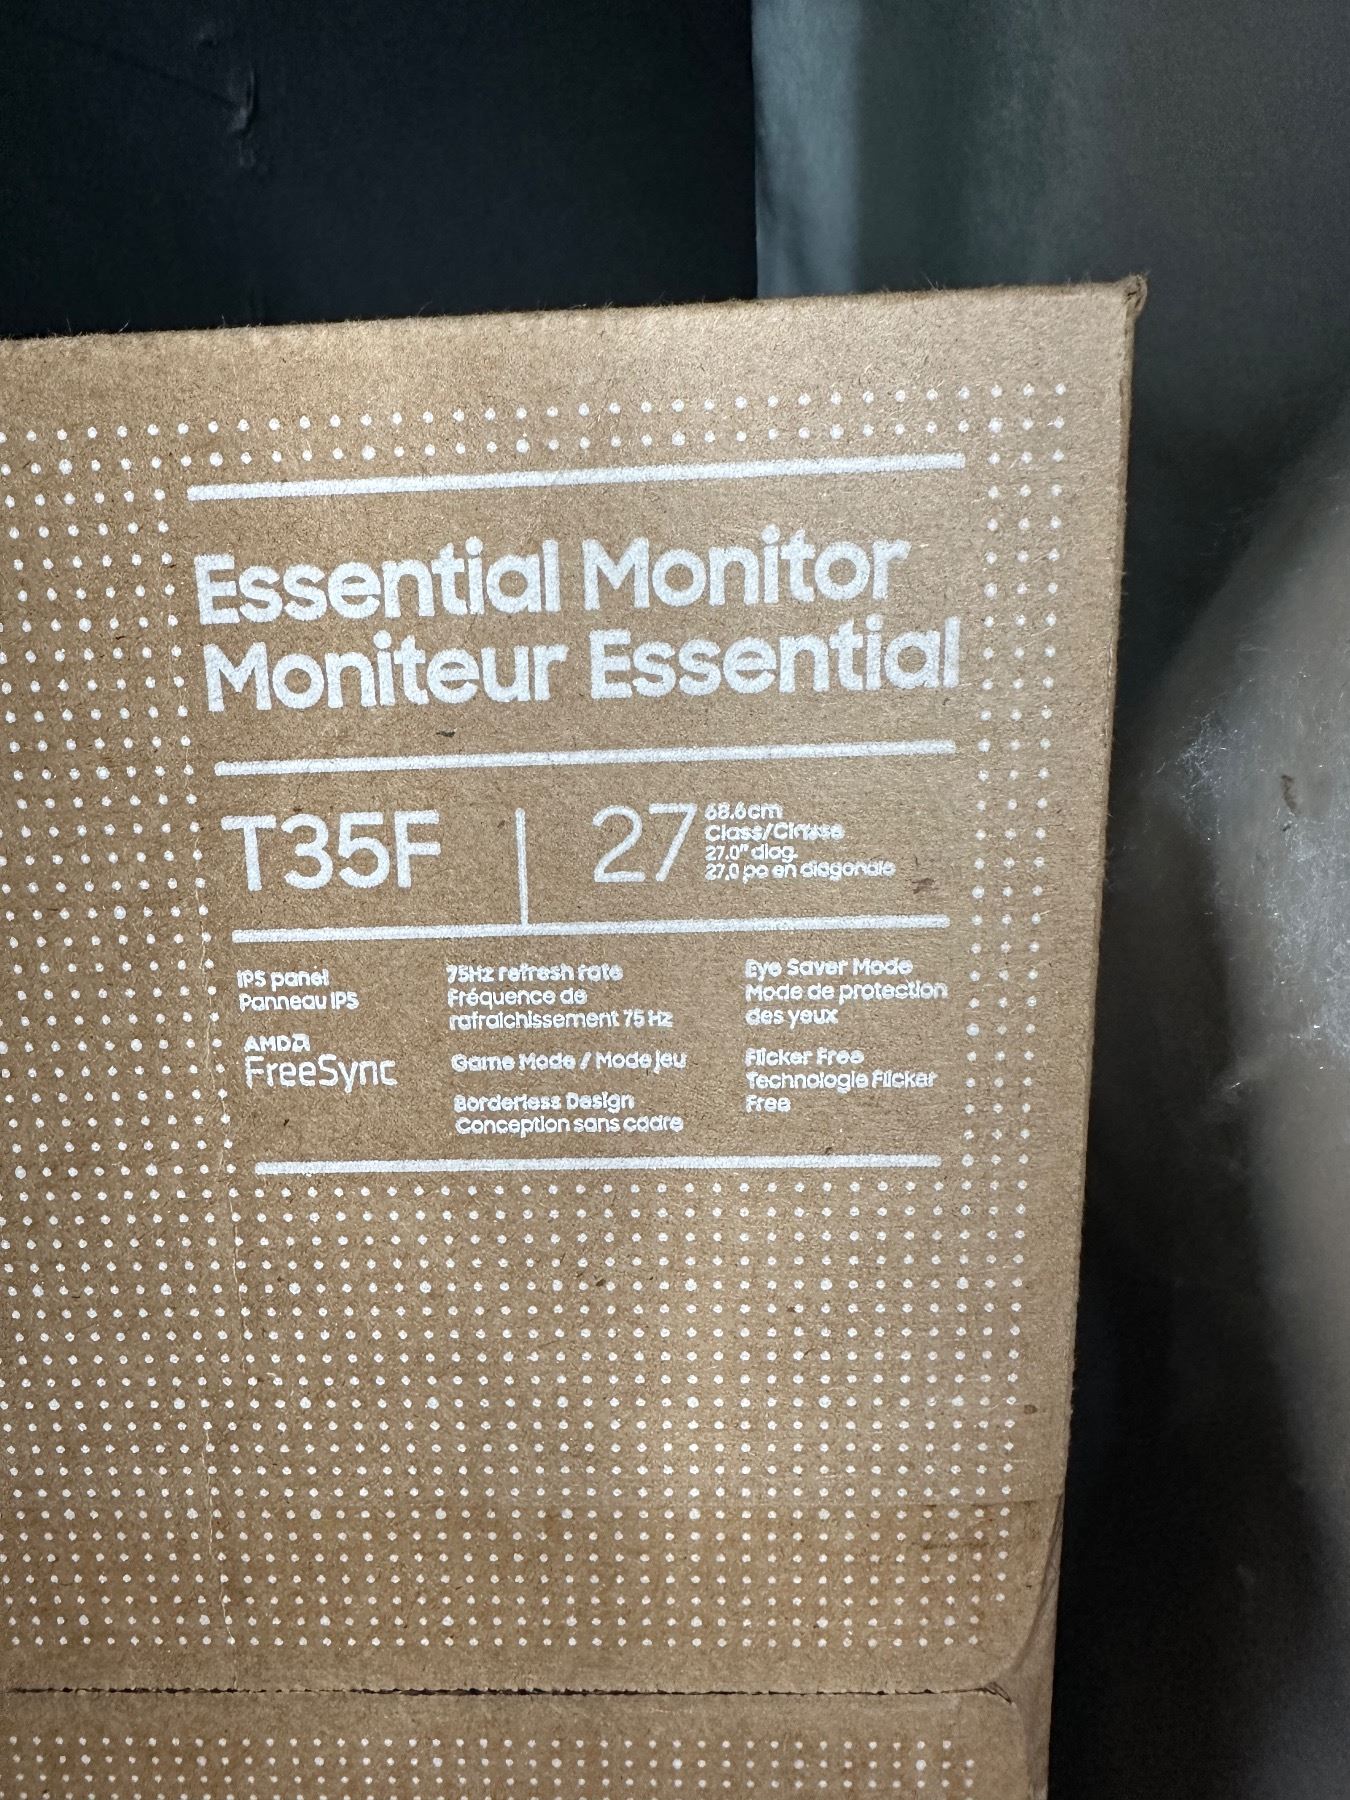 Essential Monitor
Moniteur Essential
T35F
27
68.6cm
Class/Classe
27.0" diag.
27,0 po en diagonale
IPS panel
Panneau IPS
AMD
FreeSync
75Hz refresh rate
Fréquence de
rafraîchissement 75 Hz
Game Mode / Mode jeu
Borderless Design
Conception sans cadre
Eye Saver Mode
Mode de protection
des yeux
Flicker Free
Technologie Flicker
Free